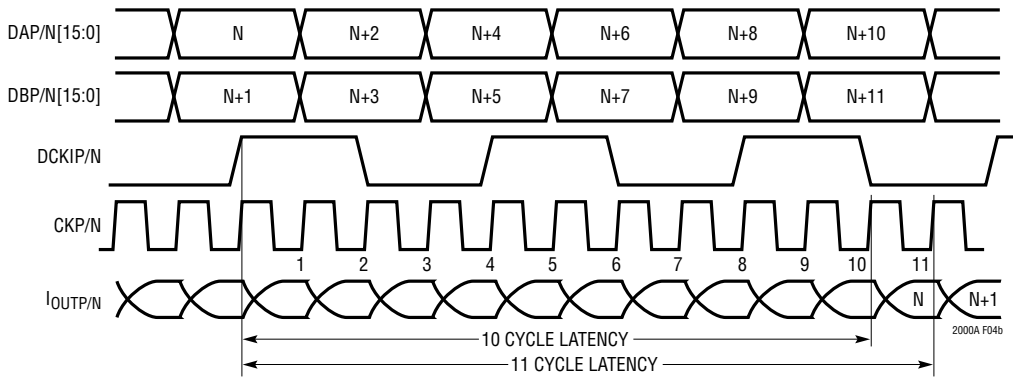 DAP/N[15:0] N N+2 N+4 N+6 N+8 N+10
DBP/N[15:0] N+1 N+3 N+5 N+7 N+9 N+11
DCKIP/N
CKP/N
1 2 3 4 5 6 7 8 9 10 11
IOUTP/N N N+1
2000A F04b
10 CYCLE LATENCY
11 CYCLE LATENCY